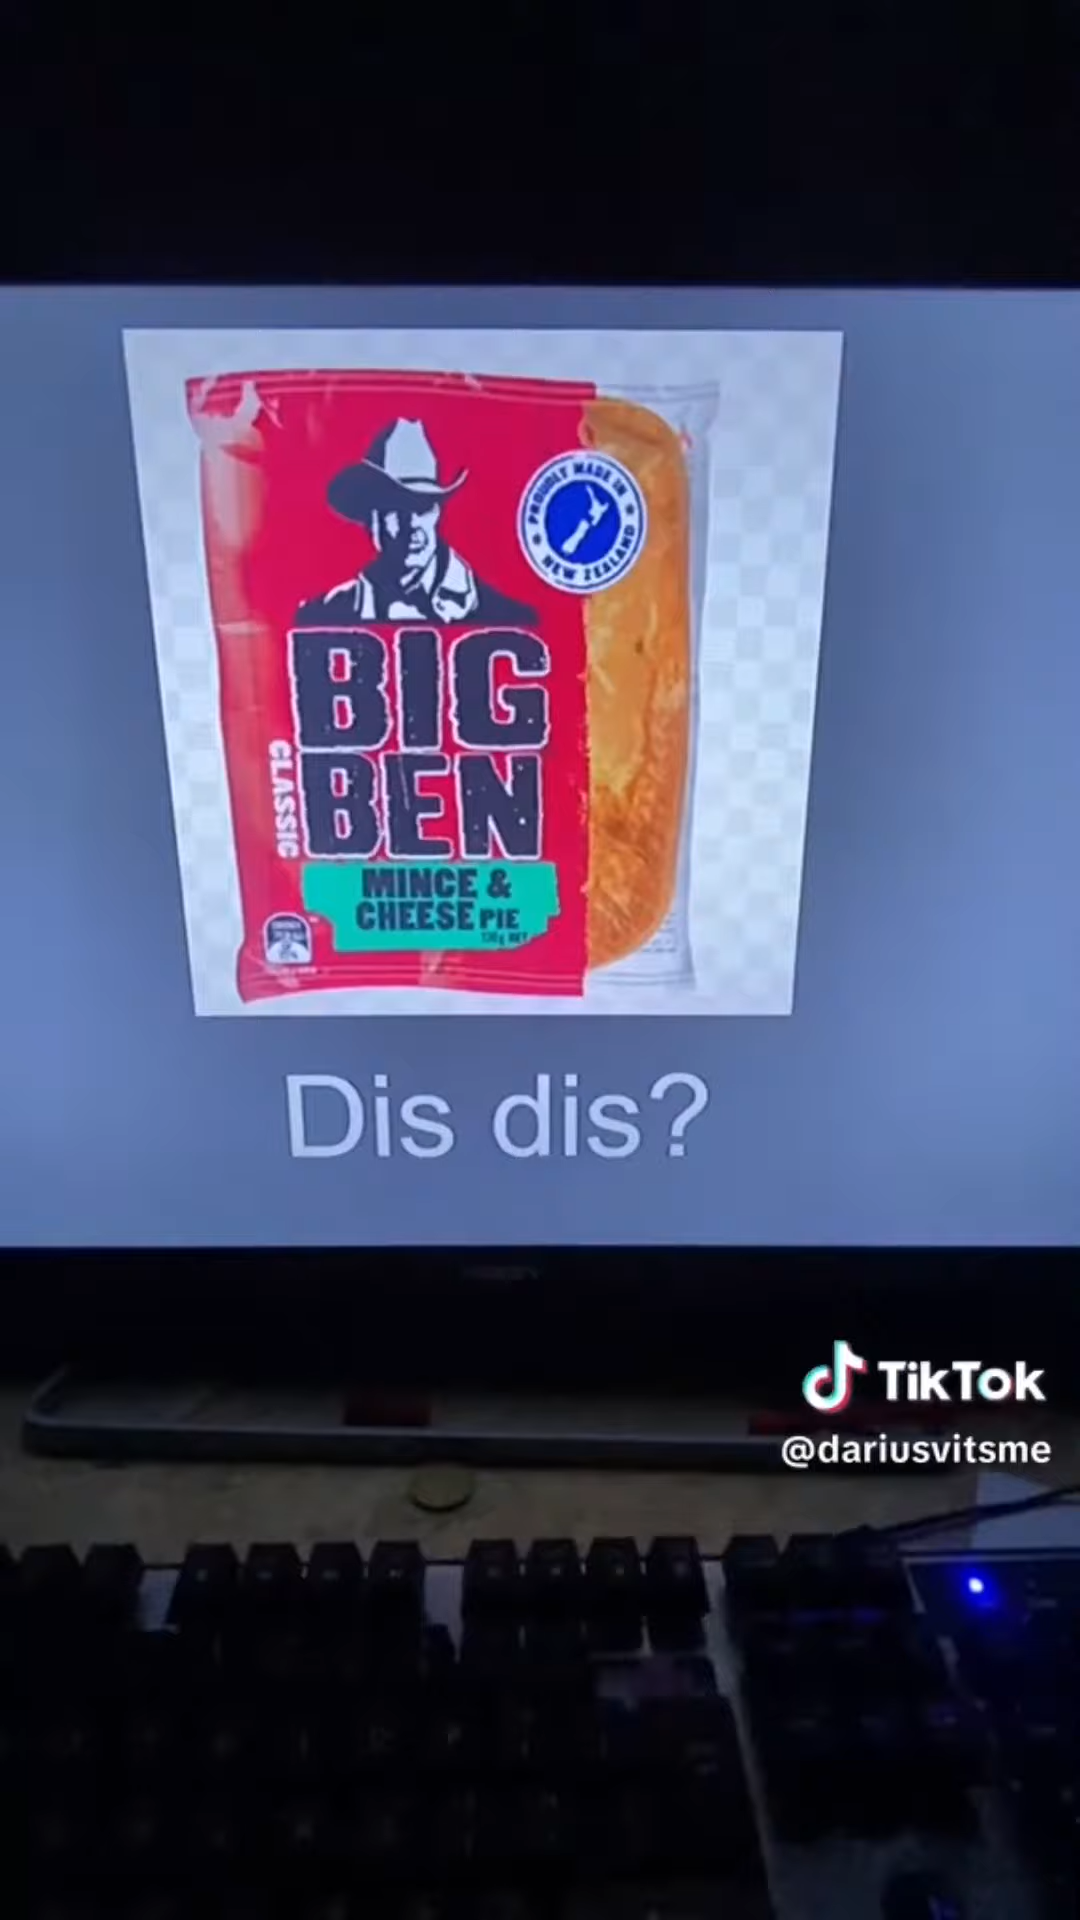 PROUDLY MADE IN
NEW ZEALAND
BIG
BEN
CLASSIC
MINCE &
CHEESE PIE
Dis dis?
TikTok
@dariusvitsme